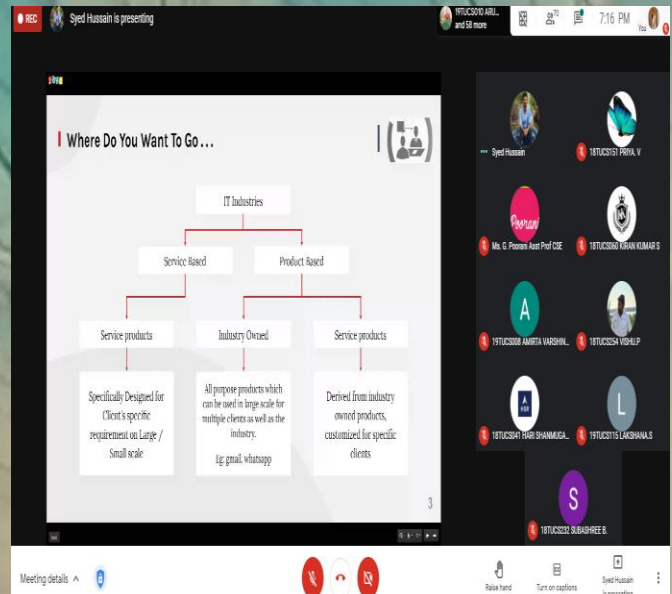 REC
Syed Hussain is presenting
19TUCS010 ARU...
and 58 more
70
7:16 PM
You
Where Do You Want To Go ...
IT Industries
Service Based
Product Based
Service products
Industry Owned
Service products
Specifically Designed for
Client's specific
requirement on Large /
Small scale
All purpose products which
can be used in large scale for
multiple clients as well as the
industry.
Eg: gmail, whatsapp
Derived from industry
owned products,
customized for specific
clients
3
Syed Hussain
18TUCS151 PRIYA. V
Poorani
Ms. G. Poorani Asst Prof CSE
18TUCS060 KIRAN KUMAR S
A
19TUCS008 AMIRTA VARSHIN...
18TUCS254 VISHU.P
HSR
18TUCS041 HARI SHANMUGA...
L
19TUCS115 LAKSHANA.S
S
18TUCS232 SUBASHREE B.
Meeting details
Raise hand
Turn on captions
Syed Hussain
is presenting